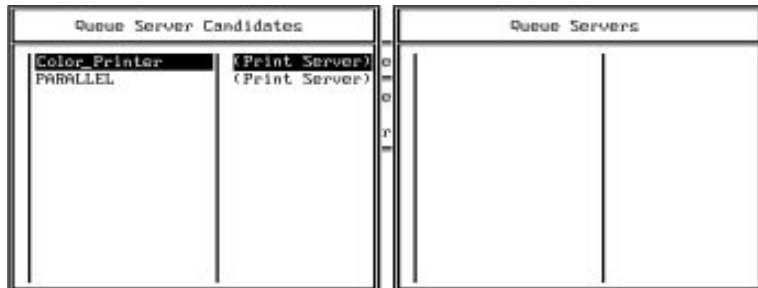 Queue Server Candidates
Color_Printer (Print Server)
PARALLEL (Print Server)
e
e
r
Queue Servers